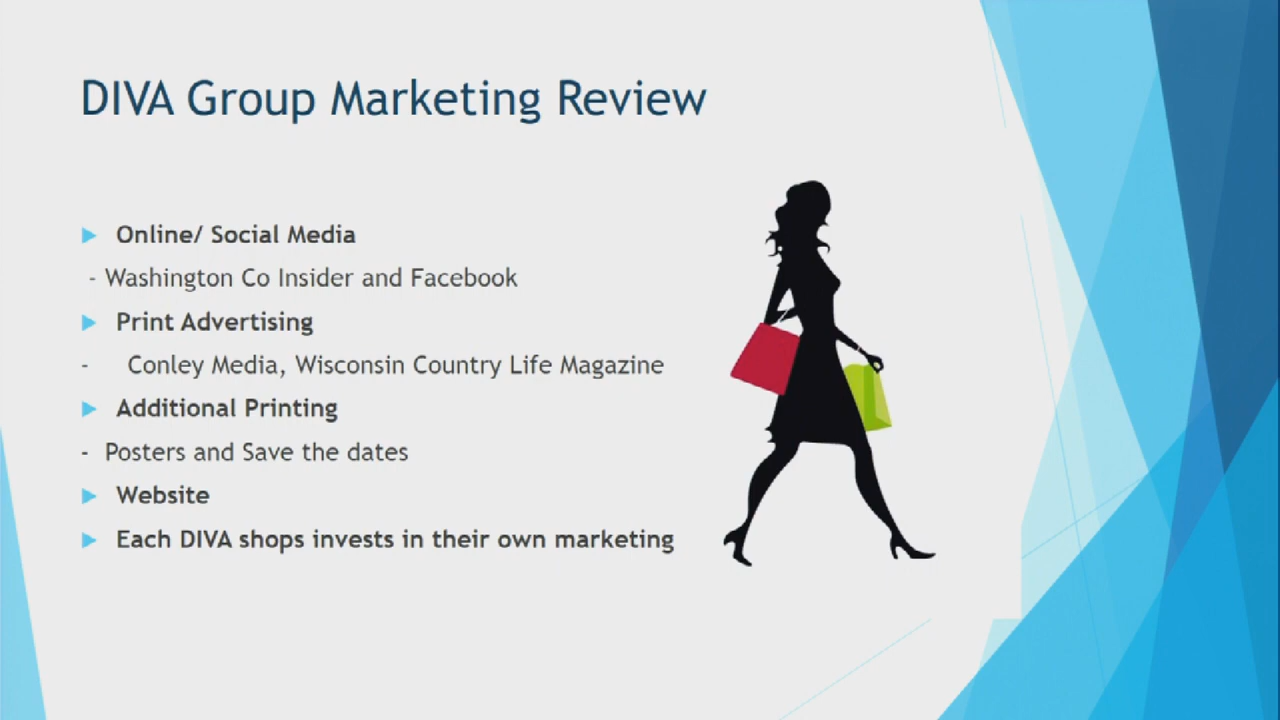 DIVA Group Marketing Review
Online/ Social Media
- Washington Co Insider and Facebook
Print Advertising
- Conley Media, Wisconsin Country Life Magazine
Additional Printing
- Posters and Save the dates
Website
Each DIVA shops invests in their own marketing